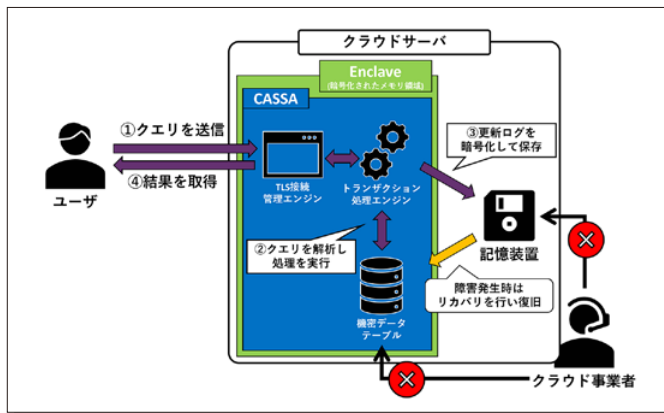 クラウドサーバ
Enclave
(暗号化されたメモリ領域)
CASSA
①クエリを送信
④結果を取得
ユーザ
TLS接続
管理エンジン
トランザクション
処理エンジン
③更新ログを
暗号化して保存
②クエリを解析し
処理を実行
記憶装置
障害発生時は
リカバリを行い復旧
機密データ
テーブル
クラウド事業者